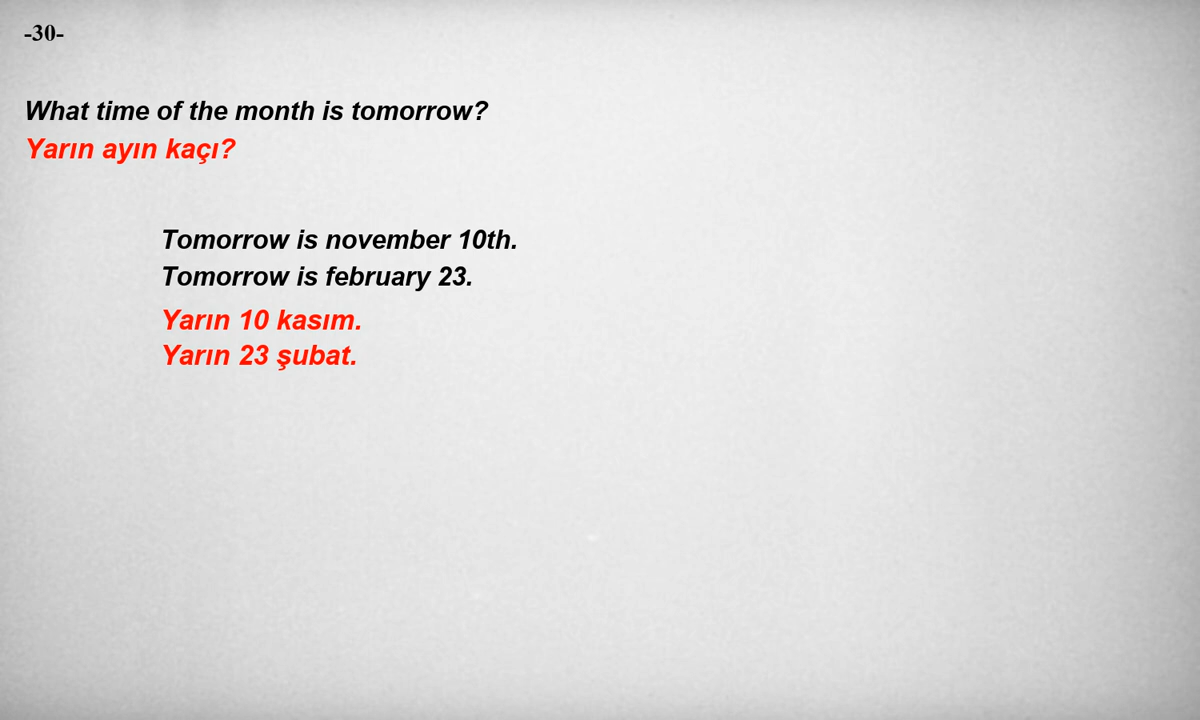 -30-
What time of the month is tomorrow?
Yarın ayın kaçı?
Tomorrow is november 10th.
Tomorrow is february 23.
Yarın 10 kasım.
Yarın 23 şubat.